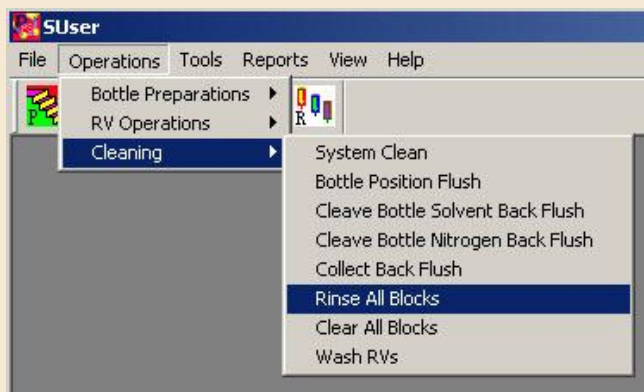 SUser
File Operations Tools Reports View Help
Bottle Preparations
RV Operations
Cleaning
R
System Clean
Bottle Position Flush
Cleave Bottle Solvent Back Flush
Cleave Bottle Nitrogen Back Flush
Collect Back Flush
Rinse All Blocks
Clear All Blocks
Wash RVs